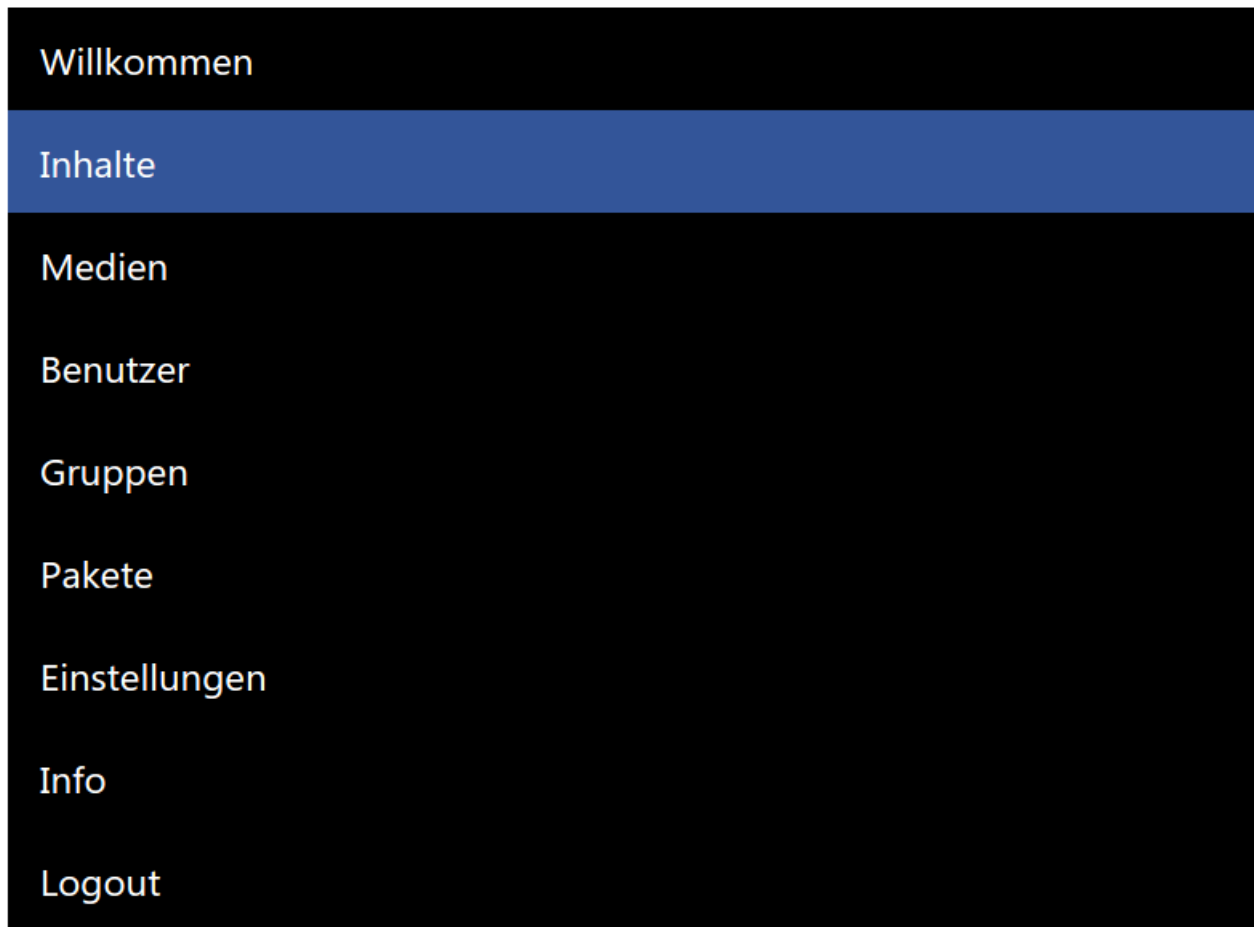 Willkommen
Inhalte
Medien
Benutzer
Gruppen
Pakete
Einstellungen
Info
Logout